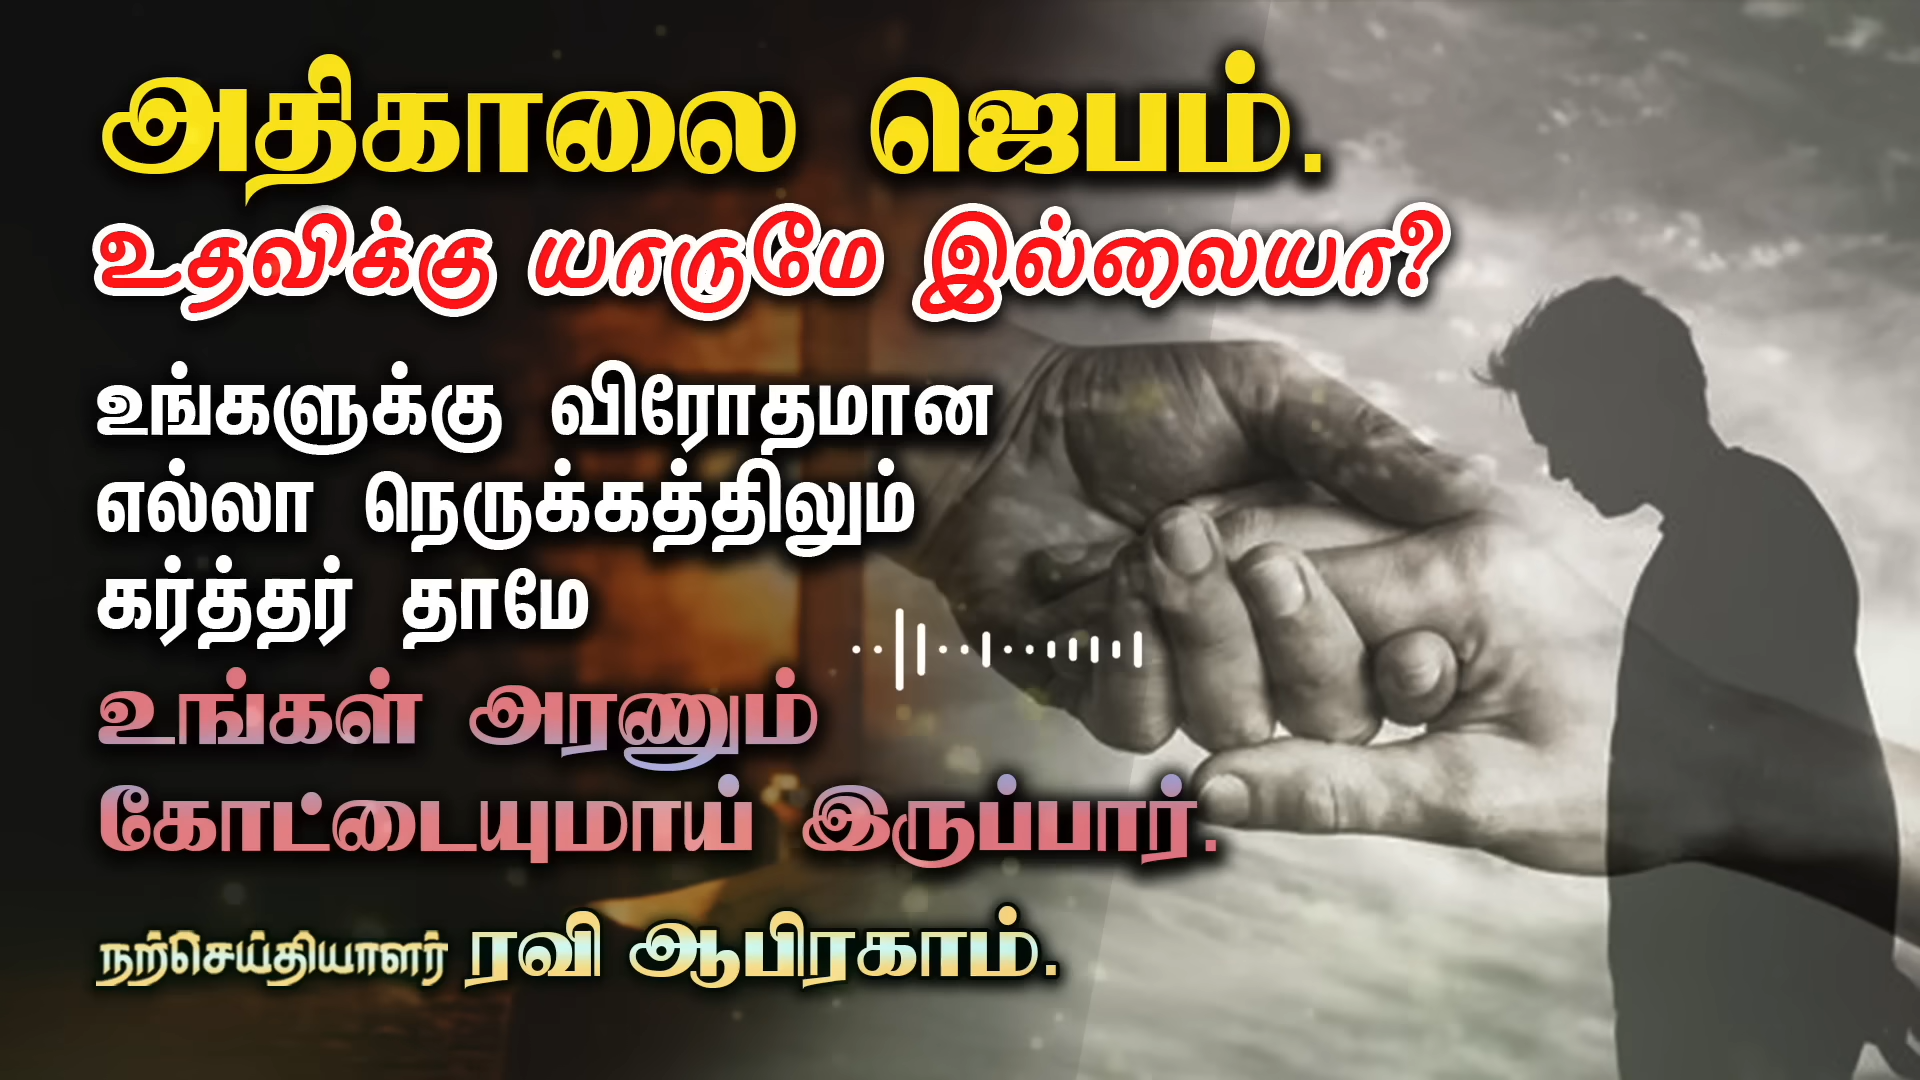 அதிகாலை ஜெபம்.
உதவிக்கு யாருமே இல்லையா?
உங்களுக்கு விரோதமான
எல்லா நெருக்கத்திலும்
கர்த்தர் தாமே
உங்கள் அரணும்
கோட்டையுமாய் இருப்பார்.
நற்செய்தியாளர் ரவி ஆபிரகாம்.